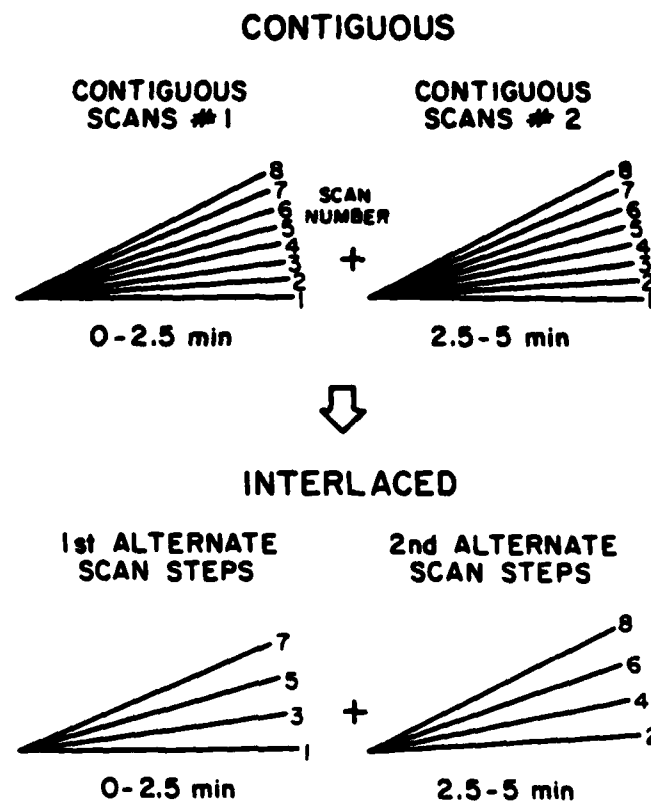 CONTIGUOUS
CONTIGUOUS
SCANS #1
8
7
6
5
4
3
2
1
0-2.5 min
SCAN
NUMBER
+
CONTIGUOUS
SCANS # 2
8
7
6
5
4
3
2
1
2.5-5 min
INTERLACED
1st ALTERNATE
SCAN STEPS
7
5
3
1
0-2.5 min
+
2nd ALTERNATE
SCAN STEPS
8
6
4
2
2.5-5 min